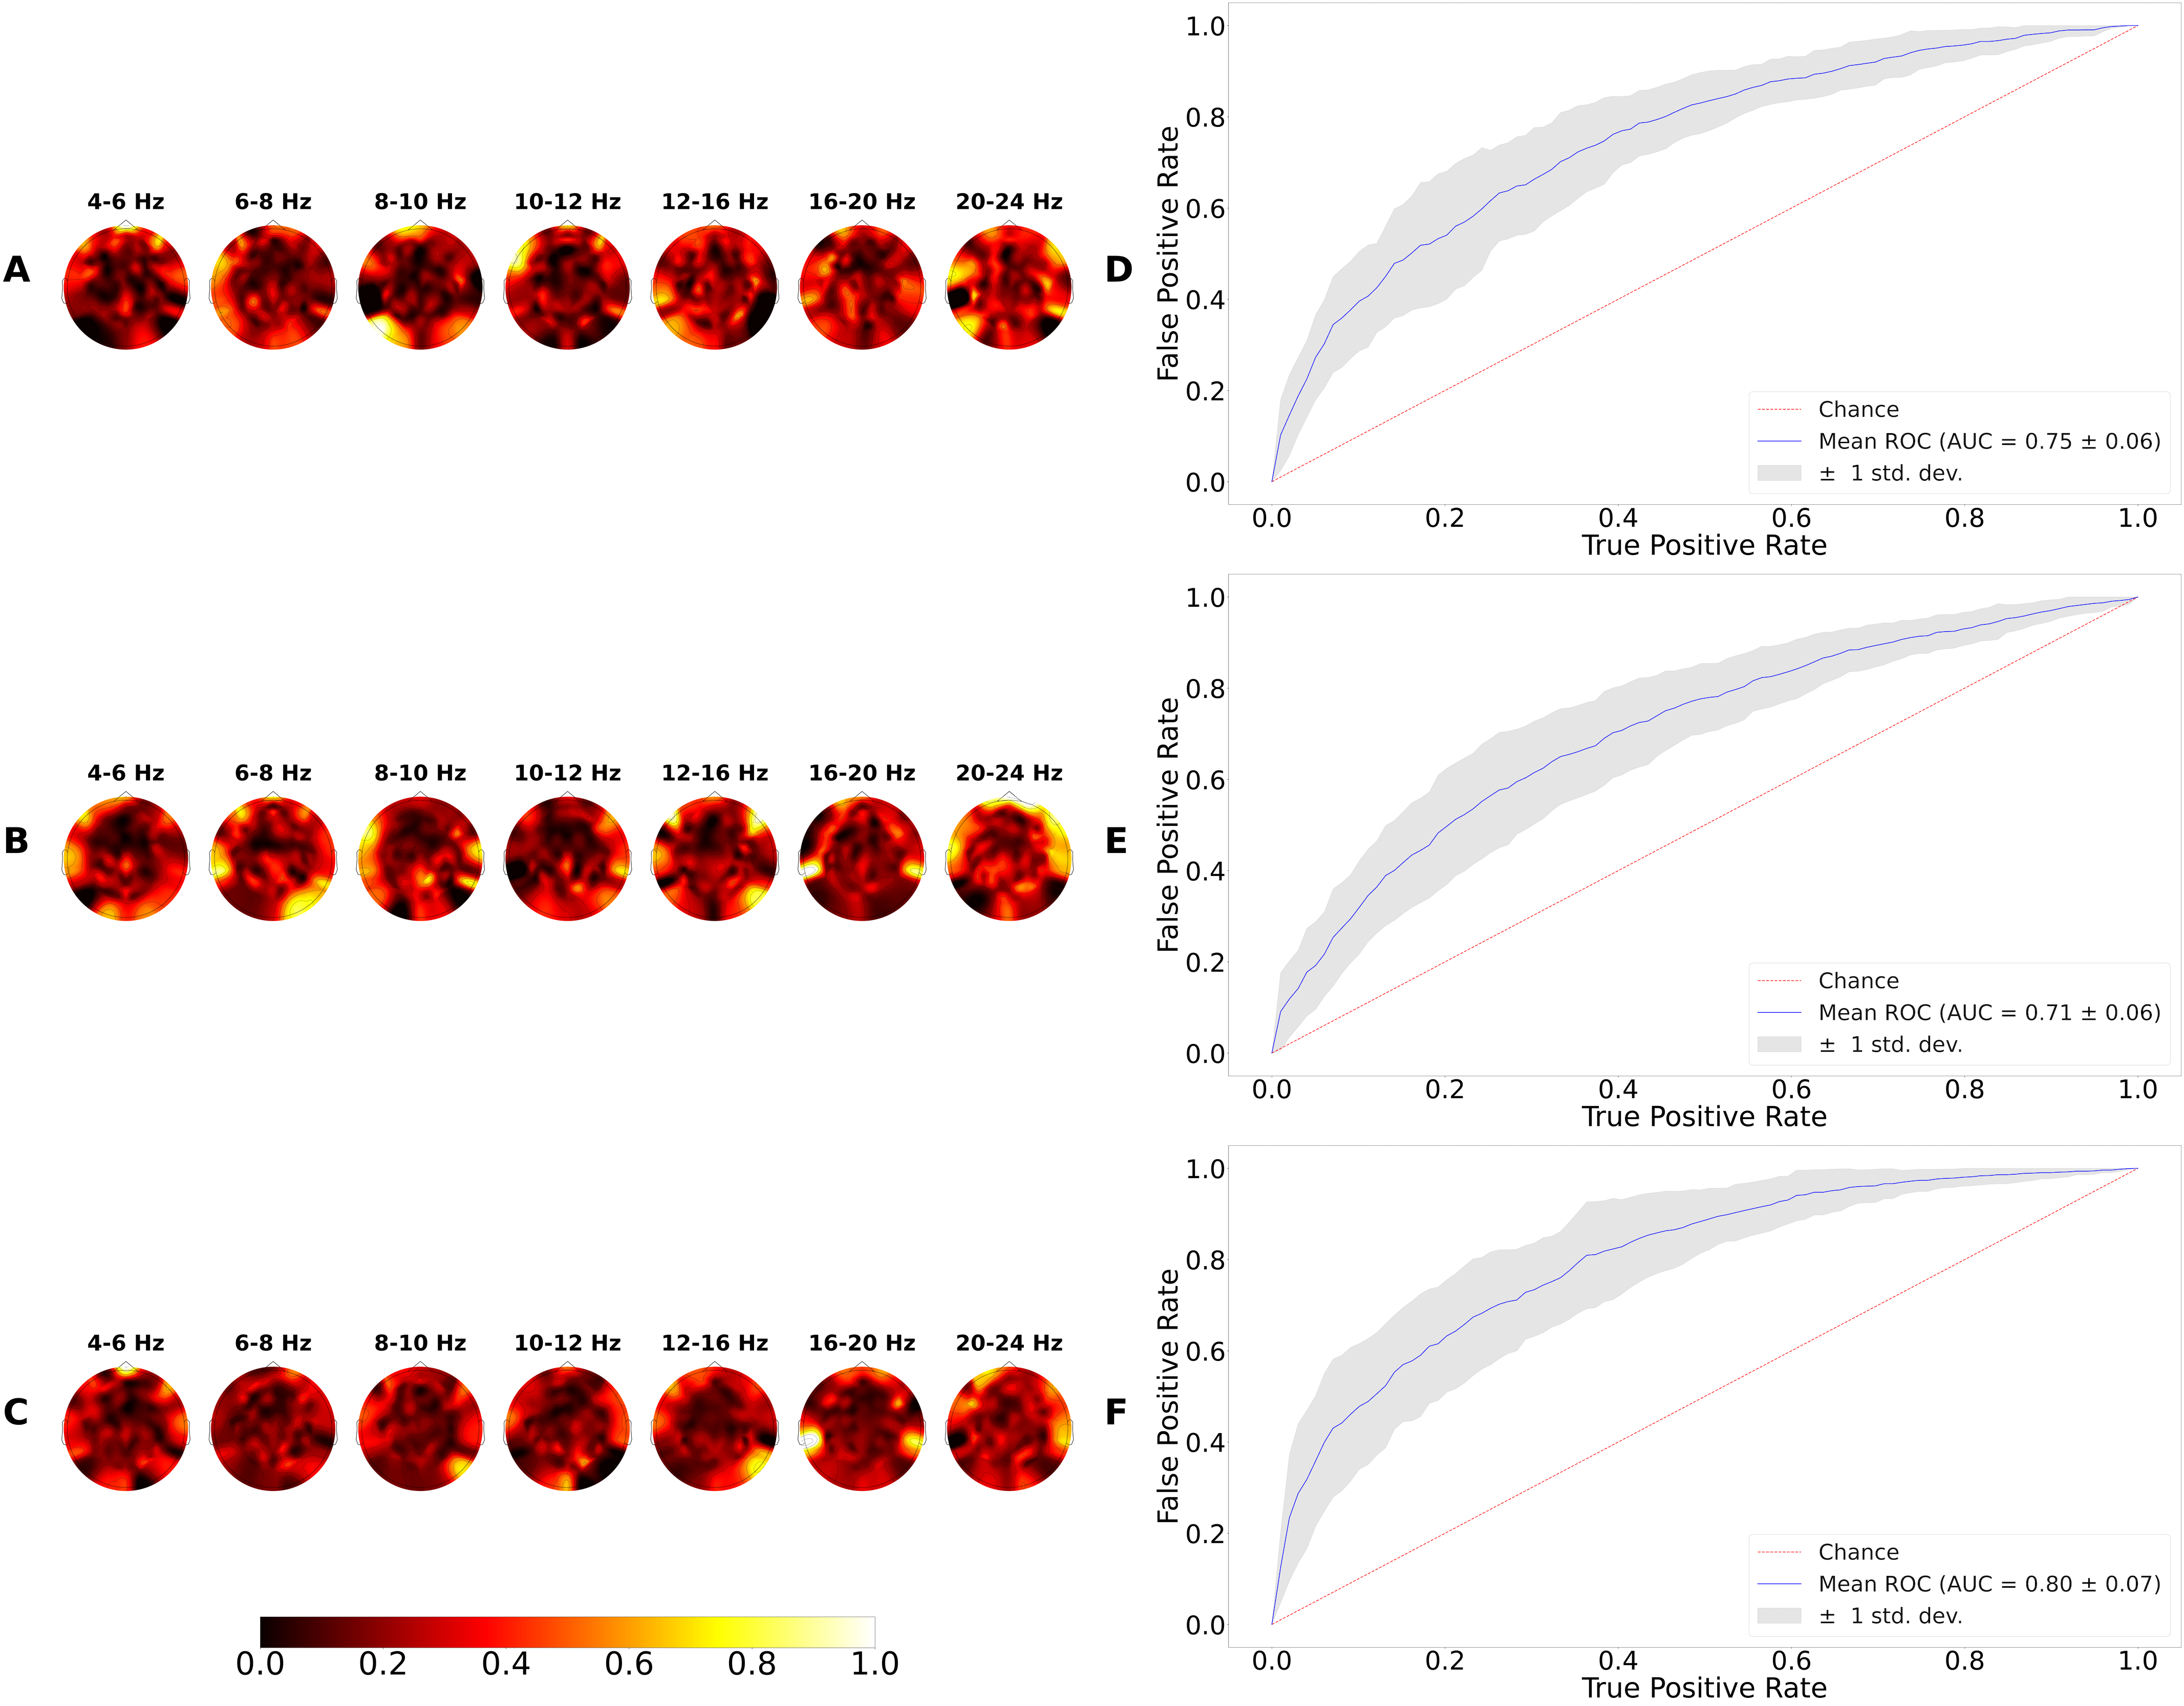 A
4-6 Hz 6-8 Hz 8-10 Hz 10-12 Hz 12-16 Hz 16-20 Hz 20-24 Hz
D
False Positive Rate
1.0
0.8
0.6
0.4
0.2
0.0
Chance
Mean ROC (AUC = 0.75 ± 0.06)
± 1 std. dev.
0.0 0.2 0.4 0.6 0.8 1.0
True Positive Rate
B
4-6 Hz 6-8 Hz 8-10 Hz 10-12 Hz 12-16 Hz 16-20 Hz 20-24 Hz
E
False Positive Rate
1.0
0.8
0.6
0.4
0.2
0.0
Chance
Mean ROC (AUC = 0.71 ± 0.06)
± 1 std. dev.
0.0 0.2 0.4 0.6 0.8 1.0
True Positive Rate
C
4-6 Hz 6-8 Hz 8-10 Hz 10-12 Hz 12-16 Hz 16-20 Hz 20-24 Hz
0.0 0.2 0.4 0.6 0.8 1.0
F
False Positive Rate
1.0
0.8
0.6
0.4
0.2
0.0
Chance
Mean ROC (AUC = 0.80 ± 0.07)
± 1 std. dev.
0.0 0.2 0.4 0.6 0.8 1.0
True Positive Rate